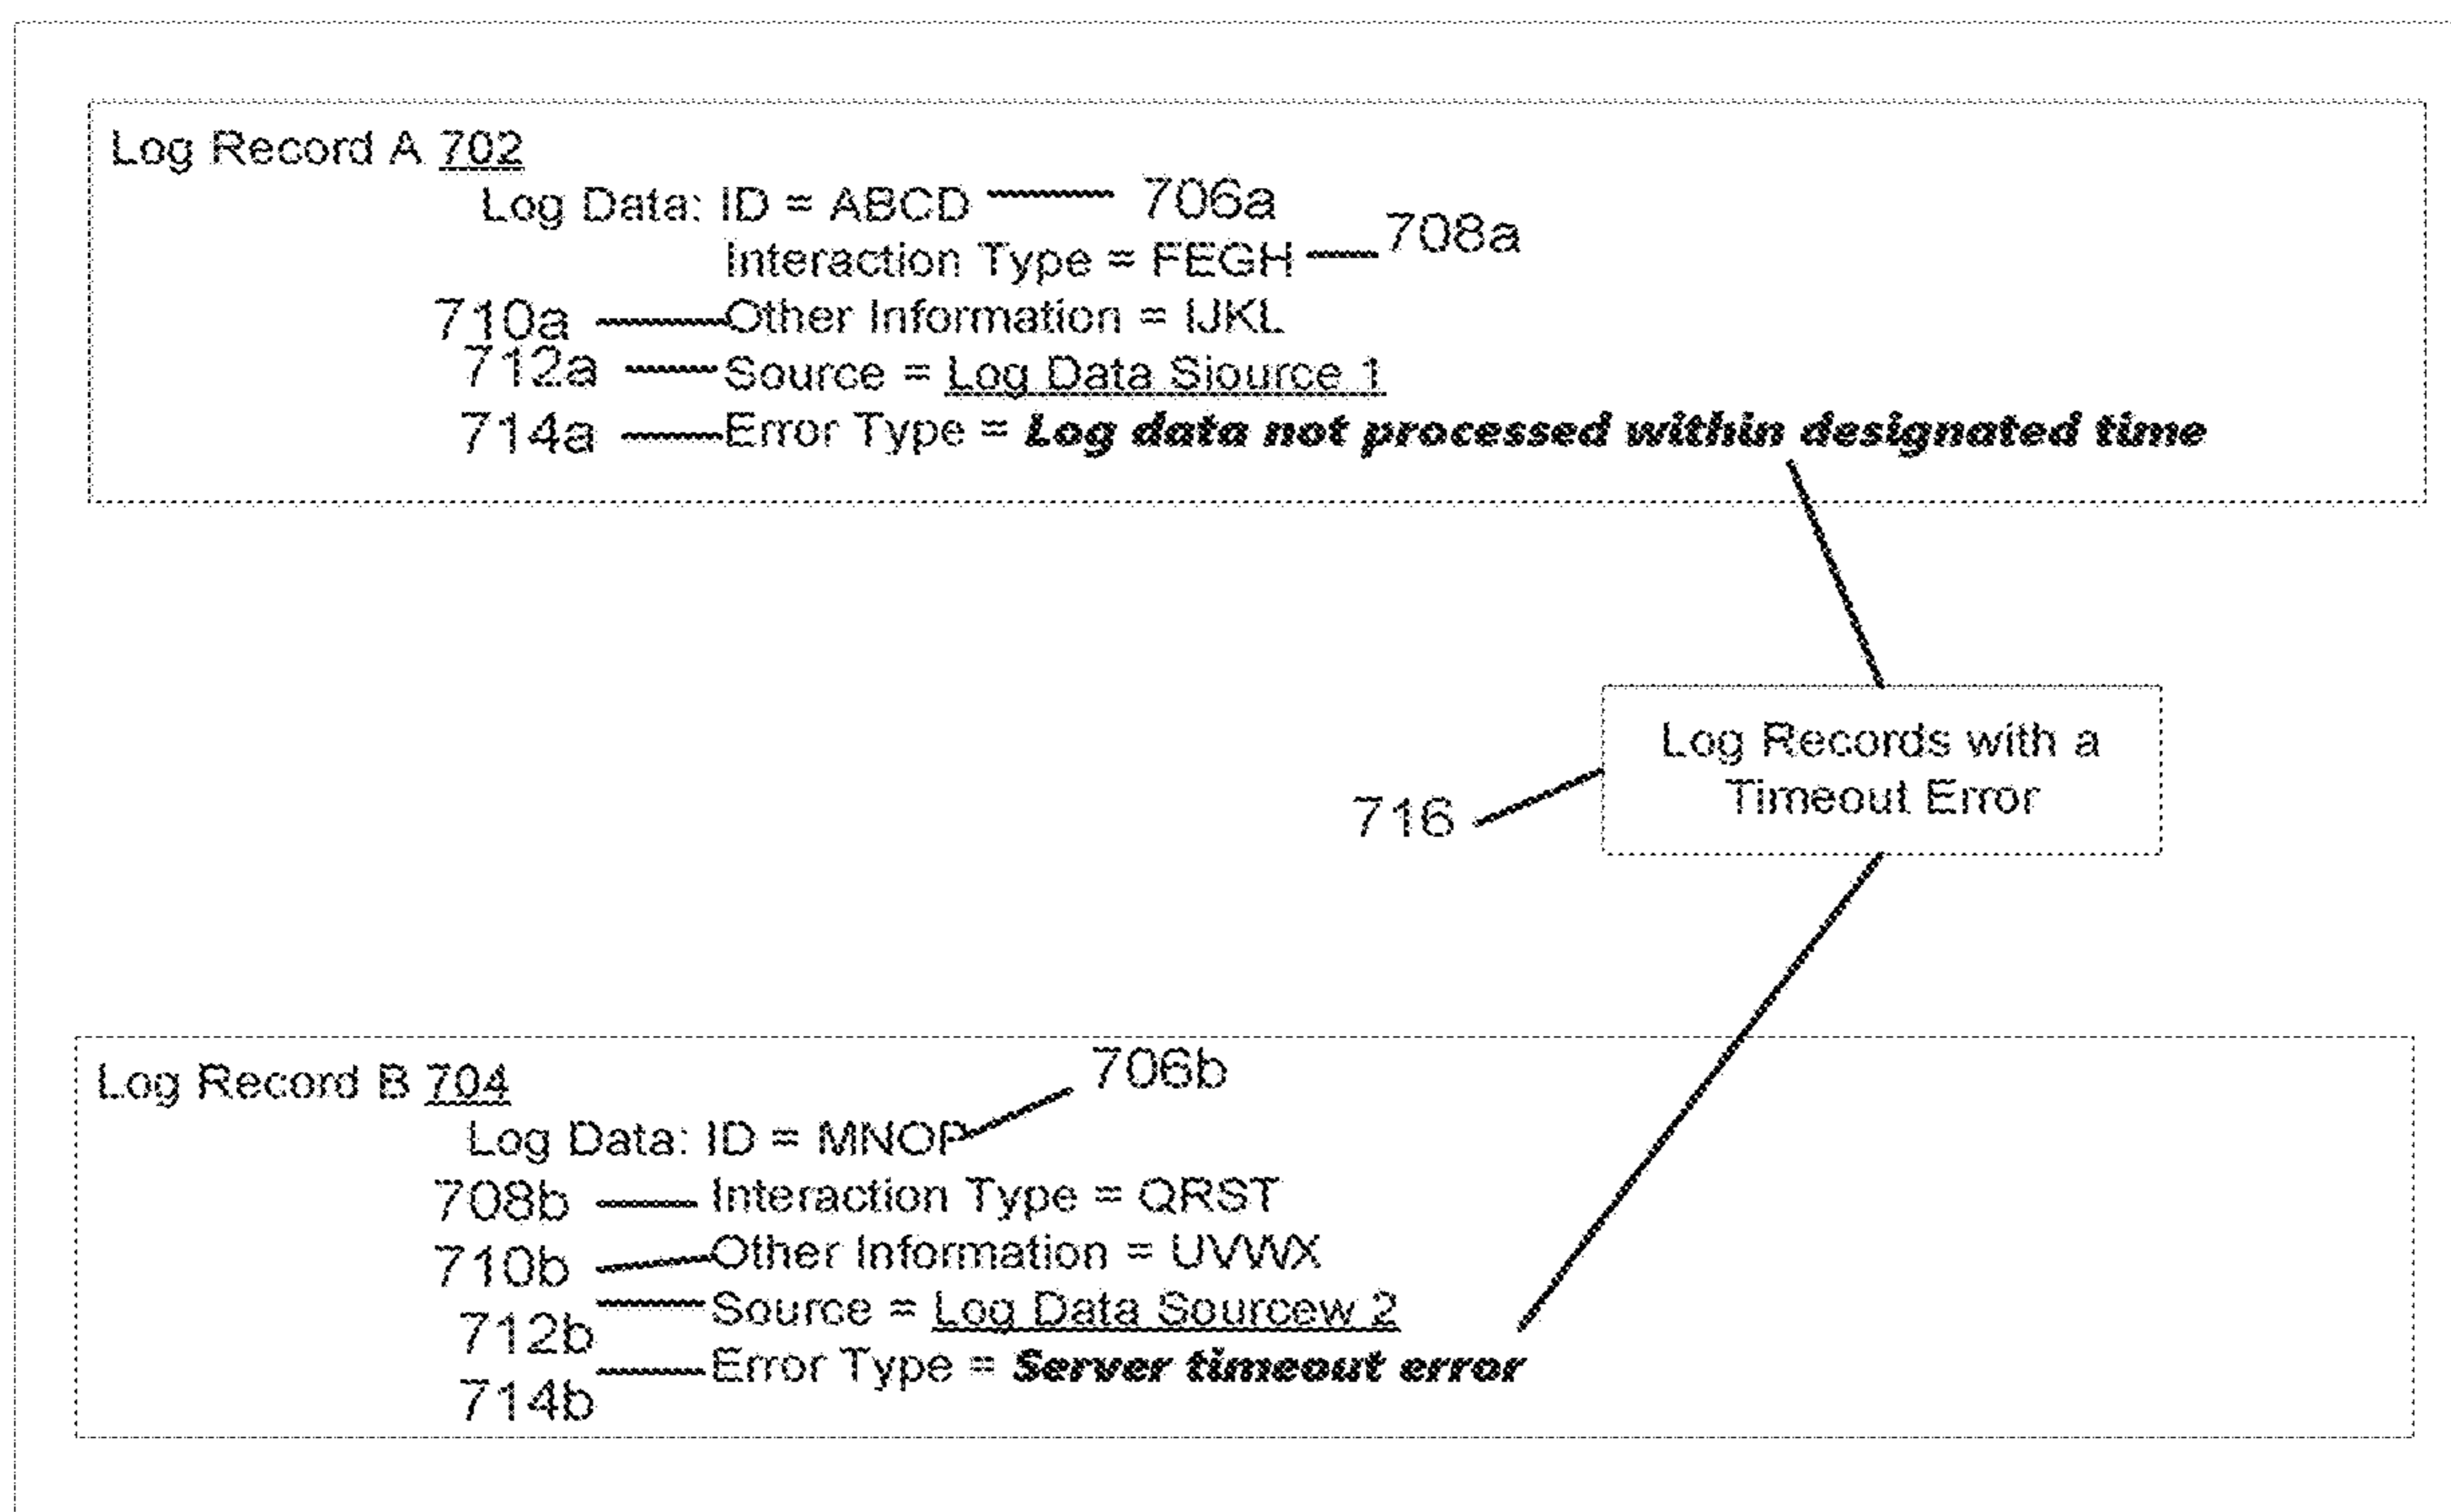 Log Record A 702
Log Data: ID = ABCD 706a
Interaction Type = FEGH 708a
710a Other Information = IJKL
712a Source = Log Data Siource 1
714a Error Type = Log data not processed within designated time
Log Records with a
Timeout Error
716
Log Record B 704
706b
Log Data: ID = MNOP
708b Interaction Type = QRST
710b Other Information = UVWX
712b Source = Log Data Sourcew 2
714b Error Type = Server timeout error